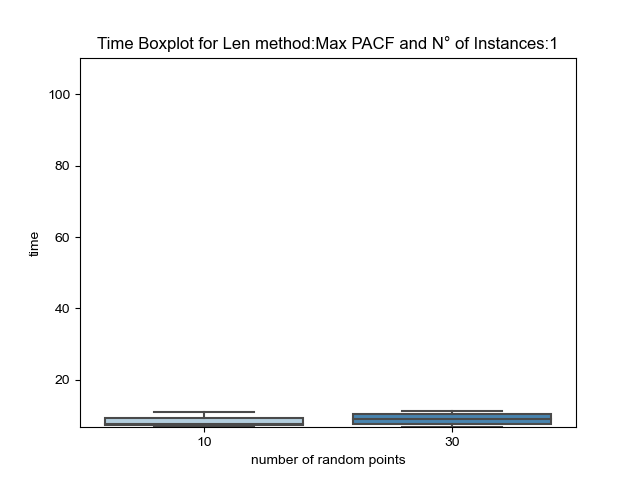 Time Boxplot for Len method:Max PACF and N° of Instances:1
100
80
60
40
20
time
10
30
number of random points